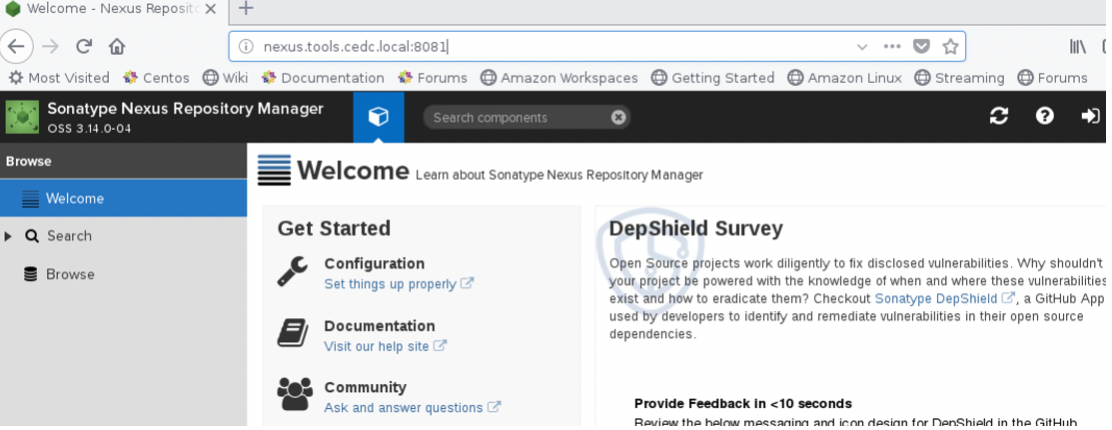 Welcome - Nexus Reposito
nexus.tools.cedc.local:8081
Most Visited Centos Wiki Documentation Forums Amazon Workspaces Getting Started Amazon Linux Streaming Forums
Sonatype Nexus Repository Manager
OSS 3.14.0-04
Search components
Browse
Welcome
Search
Browse
Welcome Learn about Sonatype Nexus Repository Manager
Get Started
Configuration
Set things up properly
Documentation
Visit our help site
Community
Ask and answer questions
DepShield Survey
Open Source projects work diligently to fix disclosed vulnerabilities. Why shouldn't
your project be powered with the knowledge of when and where these vulnerabilities
exist and how to eradicate them? Checkout Sonatype DepShield , a GitHub App
used by developers to identify and remediate vulnerabilities in their open source
dependencies.
Provide Feedback in <10 seconds
Review the below messaging and icon design for DepShield in the GitHub